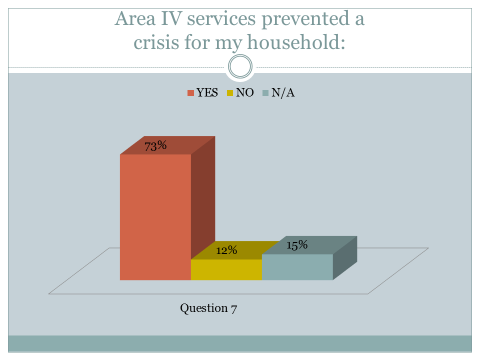 Area IV services prevented a
crisis for my household:
YES NO N/A
73%
12%
15%
Question 7